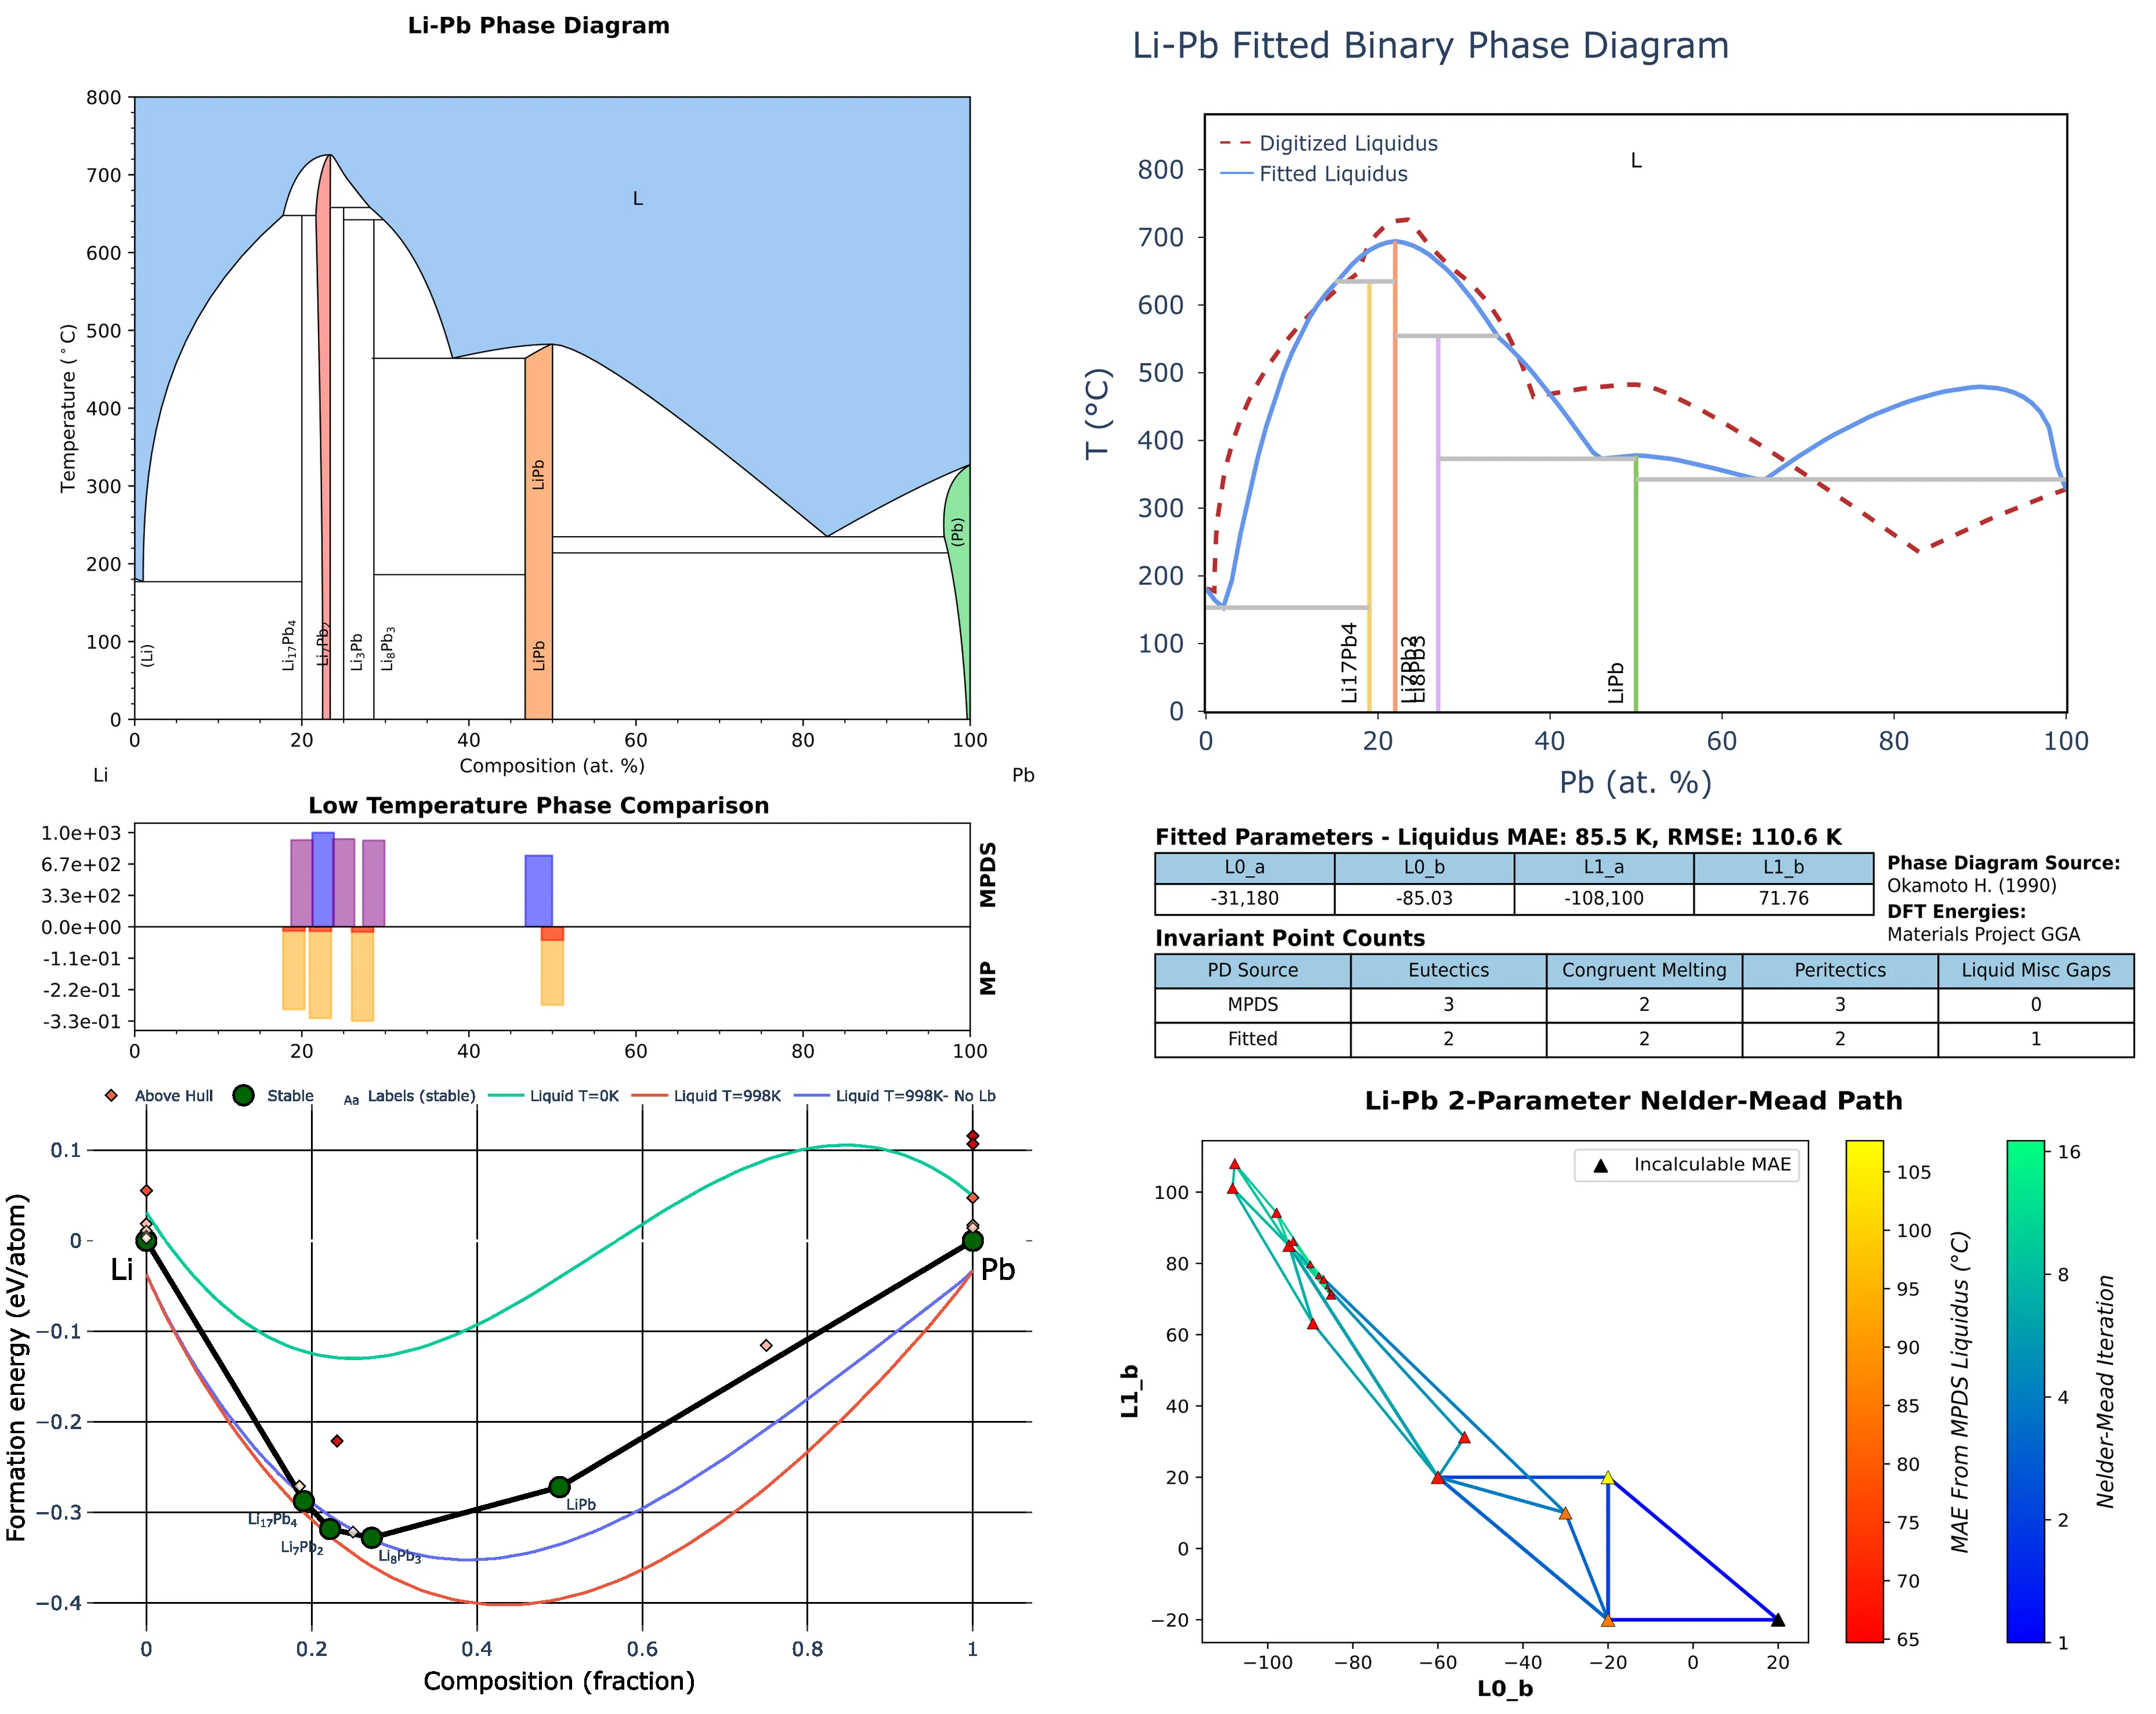 Li-Pb Phase Diagram
800
700
600
500
400
300
200
100
0
Temperature (°C)
L
(Li)
Li17Pb4
Li7Pb2
Li3Pb
Li8Pb3
LiPb
LiPb
(Pb)
0 20 40 60 80 100
Composition (at. %)
Li
Pb
Low Temperature Phase Comparison
1.0e+03
6.7e+02
3.3e+02
0.0e+00
-1.1e-01
-2.2e-01
-3.3e-01
MPDS
MP
0 20 40 60 80 100
Above Hull Stable Aa Labels (stable) Liquid T=0K Liquid T=998K Liquid T=998K- No Lb
0.1
0
−0.1
−0.2
−0.3
−0.4
Formation energy (eV/atom)
Li
Pb
Li17Pb4
Li7Pb2
Li8Pb3
LiPb
0 0.2 0.4 0.6 0.8 1
Composition (fraction)
Li-Pb Fitted Binary Phase Diagram
Digitized Liquidus
Fitted Liquidus
L
800
700
600
500
400
300
200
100
0
T (°C)
Li17Pb4
Li7Pb2
Li8Pb3
LiPb
0 20 40 60 80 100
Pb (at. %)
Fitted Parameters - Liquidus MAE: 85.5 K, RMSE: 110.6 K
L0_a L0_b L1_a L1_b
-31,180 -85.03 -108,100 71.76
Phase Diagram Source:
Okamoto H. (1990)
DFT Energies:
Materials Project GGA
Invariant Point Counts
PD Source Eutectics Congruent Melting Peritectics Liquid Misc Gaps
MPDS 3 2 3 0
Fitted 2 2 2 1
Li-Pb 2-Parameter Nelder-Mead Path
Incalculable MAE
100
80
60
40
20
0
−20
L1_b
−100 −80 −60 −40 −20 0 20
L0_b
105
100
95
90
85
80
75
70
65
MAE From MPDS Liquidus (°C)
16
8
4
2
1
Nelder-Mead Iteration